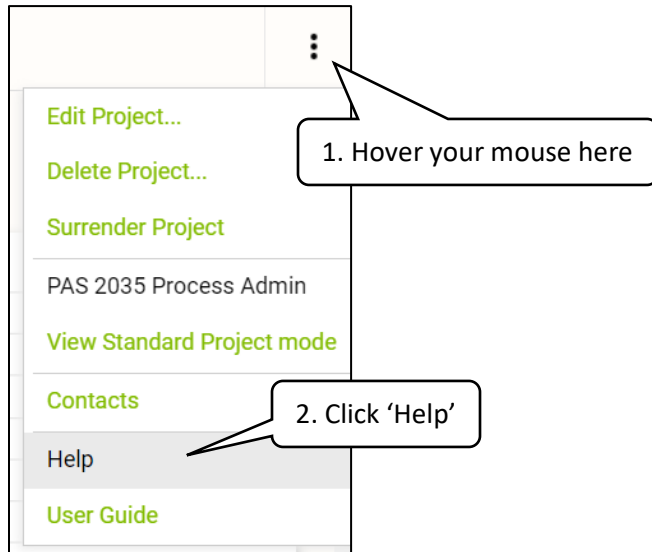 Edit Project...
1. Hover your mouse here
Delete Project...
Surrender Project
PAS 2035 Process Admin
View Standard Project mode
Contacts
2. Click ‘Help’
Help
User Guide